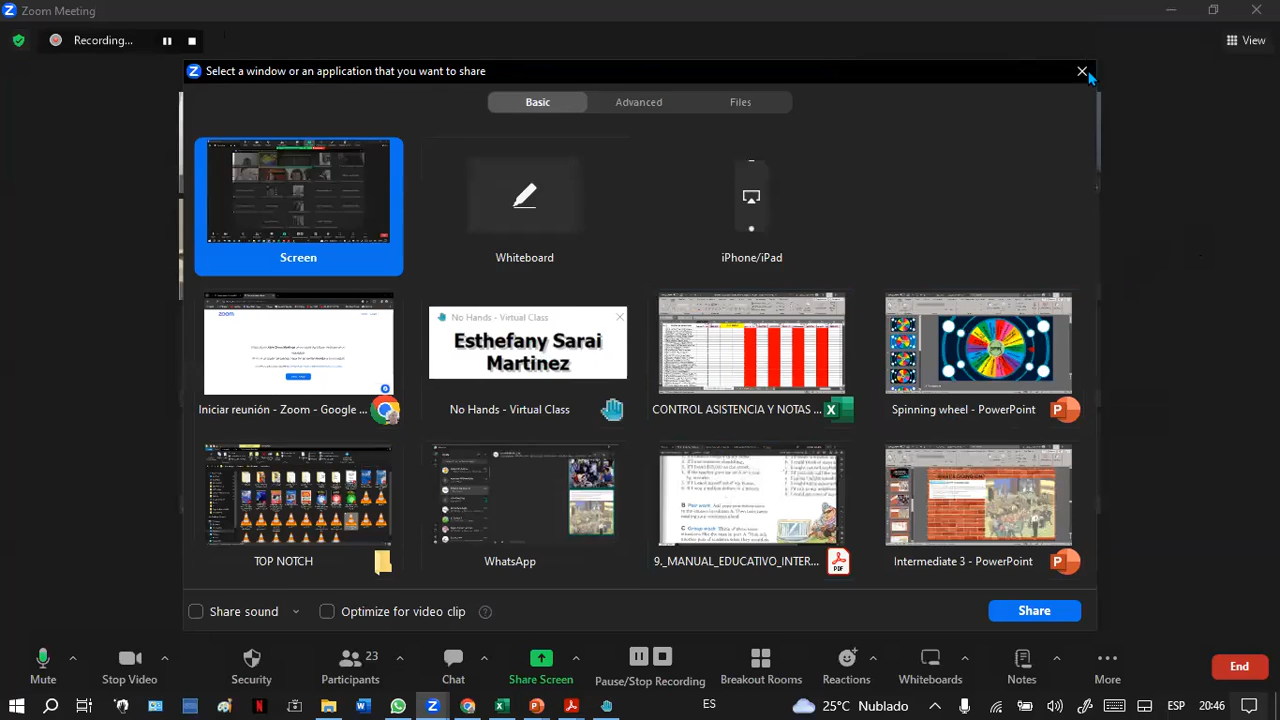 Zoom Meeting
Recording...
View
Select a window or an application that you want to share
Basic
Advanced
Files
Screen
Whiteboard
iPhone/iPad
zoom
No Hands - Virtual Class
Esthefany Sarai
Martinez
Iniciar reunión - Zoom - Google ...
No Hands - Virtual Class
CONTROL ASISTENCIA Y NOTAS ...
Spinning wheel - PowerPoint
TOP NOTCH
WhatsApp
9._MANUAL_EDUCATIVO_INTER...
PDF
Intermediate 3 - PowerPoint
Share sound
Optimize for video clip
Share
Mute
Stop Video
Security
23
Participants
Chat
Share Screen
Pause/Stop Recording
Breakout Rooms
Reactions
Whiteboards
Notes
More
End
ES
25°C Nublado
ESP
20:46